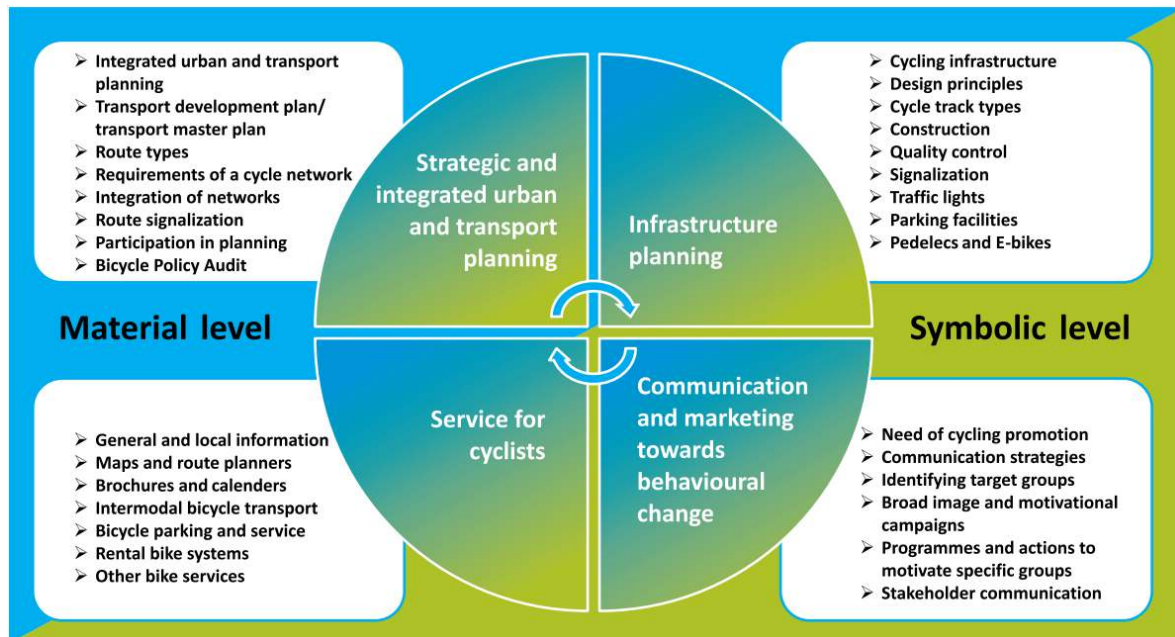 ➢ Integrated urban and transport
planning
➢ Transport development plan/
transport master plan
➢ Route types
➢ Requirements of a cycle network
➢ Integration of networks
➢ Route signalization
➢ Participation in planning
➢ Bicycle Policy Audit
Strategic and
integrated urban
and transport
planning
Infrastructure
planning
➢ Cycling infrastructure
➢ Design principles
➢ Cycle track types
➢ Construction
➢ Quality control
➢ Signalization
➢ Traffic lights
➢ Parking facilities
➢ Pedelecs and E-bikes
Material level
Symbolic level
➢ General and local information
➢ Maps and route planners
➢ Brochures and calenders
➢ Intermodal bicycle transport
➢ Bicycle parking and service
➢ Rental bike systems
➢ Other bike services
Service for
cyclists
Communication
and marketing
towards
behavioural
change
➢ Need of cycling promotion
➢ Communication strategies
➢ Identifying target groups
➢ Broad image and motivational
campaigns
➢ Programmes and actions to
motivate specific groups
➢ Stakeholder communication